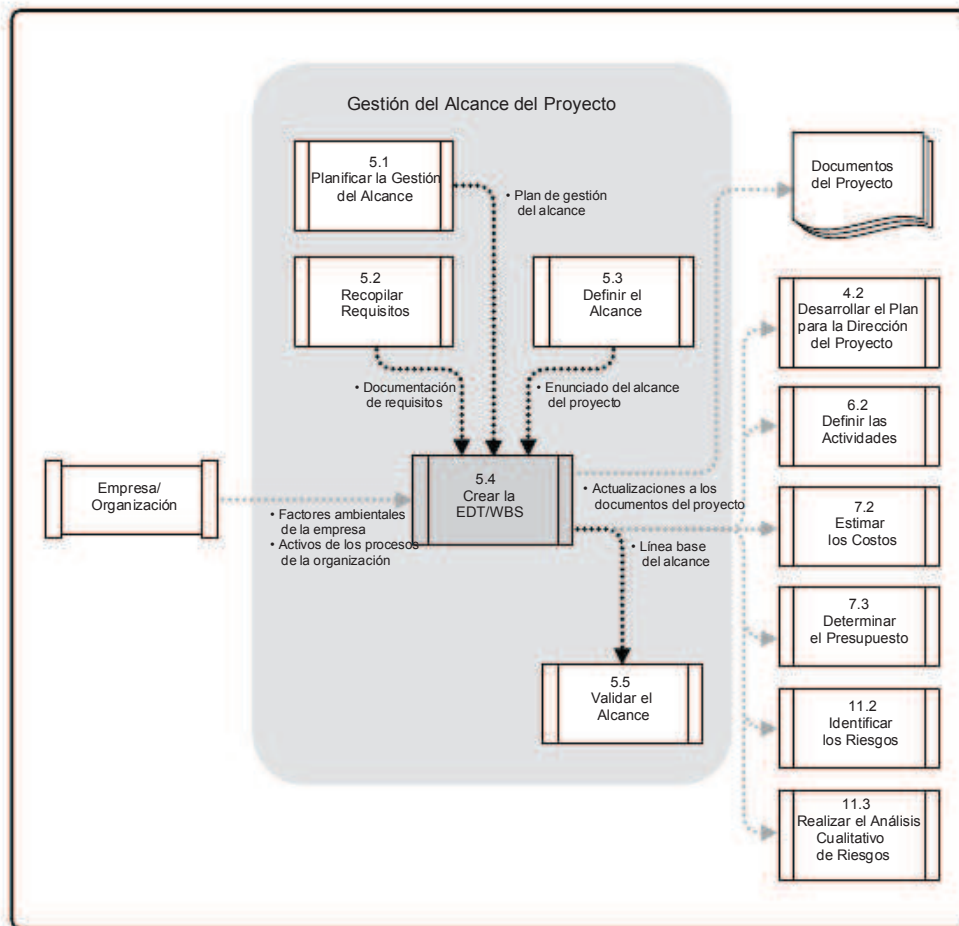 Gestión del Alcance del Proyecto
5.1
Planificar la Gestión
del Alcance
• Plan de gestión
del alcance
Documentos
del Proyecto
5.2
Recopilar
Requisitos
5.3
Definir el
Alcance
4.2
Desarrollar el Plan
para la Dirección
del Proyecto
• Documentación
de requisitos
• Enunciado del alcance
del proyecto
6.2
Definir las
Actividades
Empresa/
Organización
5.4
Crear la
EDT/WBS
• Factores ambientales
de la empresa
• Activos de los procesos
de la organización
• Actualizaciones a los
documentos del proyecto
7.2
Estimar
los Costos
• Línea base
del alcance
7.3
Determinar
el Presupuesto
5.5
Validar el
Alcance
11.2
Identificar
los Riesgos
11.3
Realizar el Análisis
Cualitativo
de Riesgos